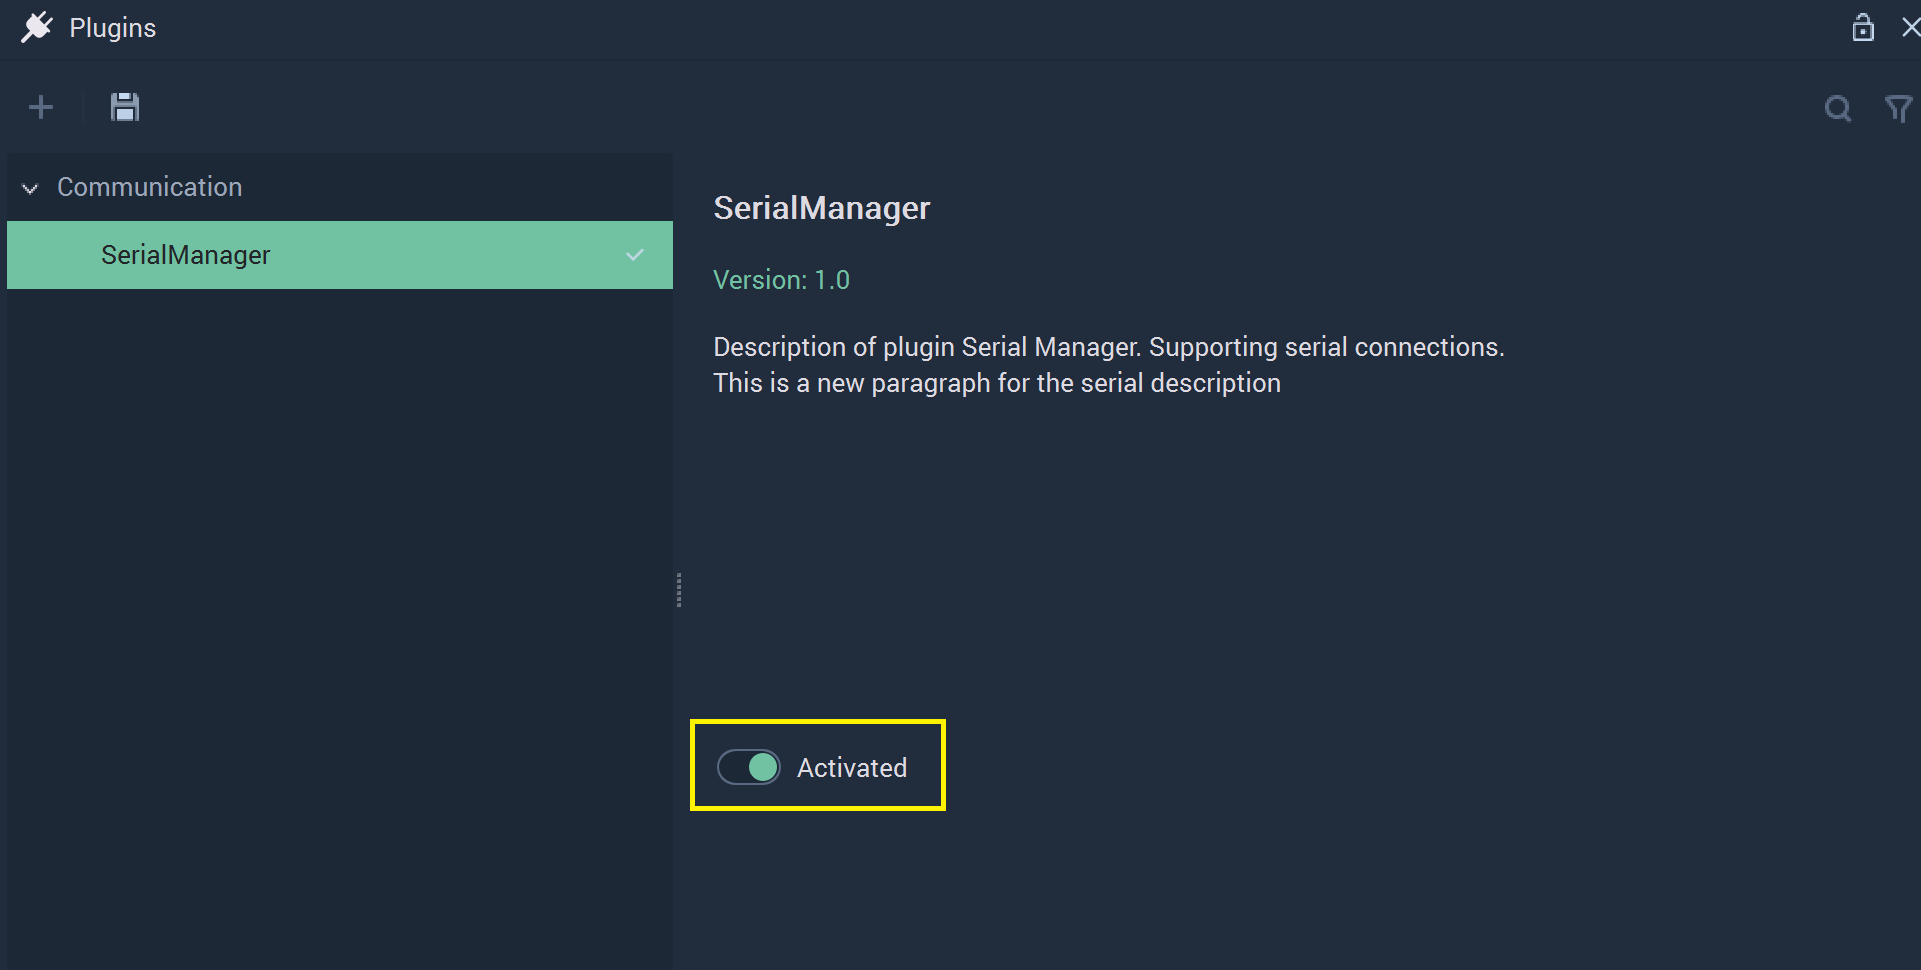 Plugins
Communication
SerialManager
SerialManager
Version: 1.0
Description of plugin Serial Manager. Supporting serial connections.
This is a new paragraph for the serial description
Activated